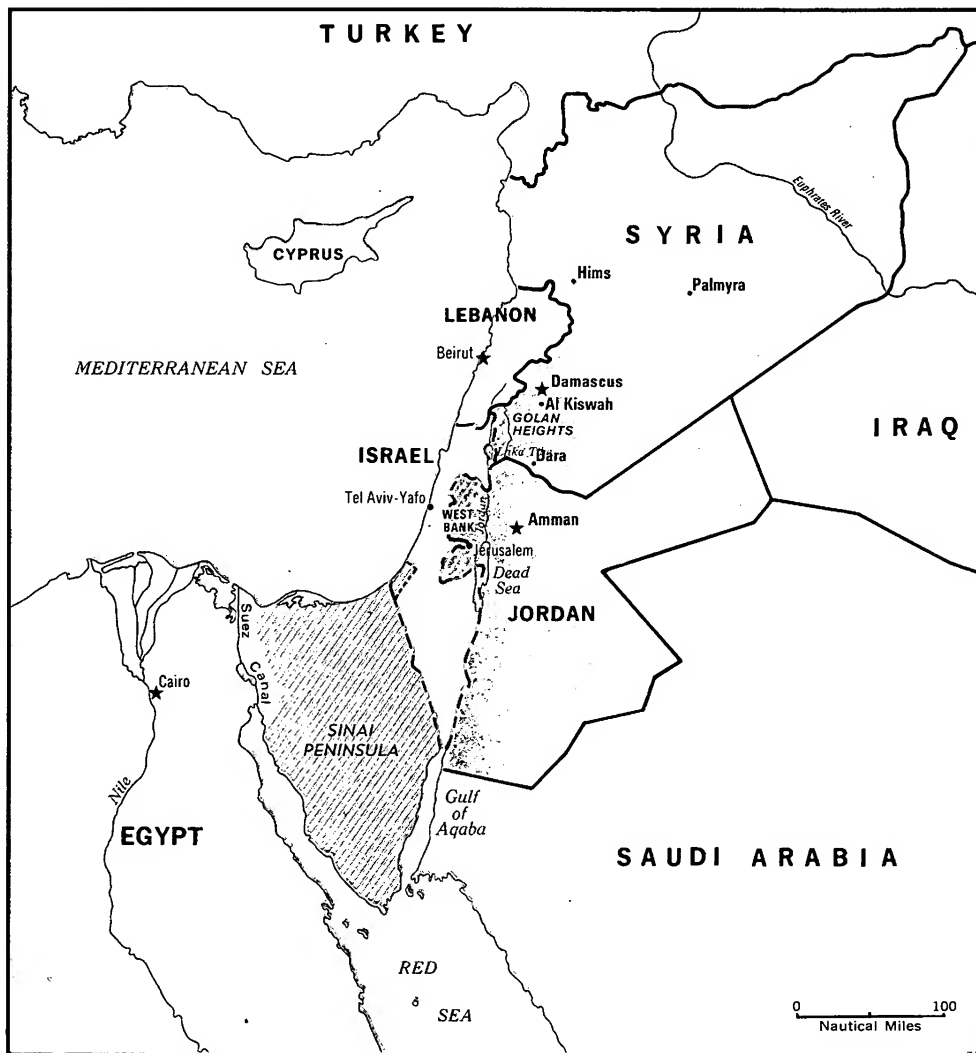 TURKEY
Euphrates River
SYRIA
CYPRUS
Hims
Palmyra
LEBANON
Beirut
MEDITERRANEAN SEA
Damascus
Al Kiswah
GOLAN
HEIGHTS
IRAQ
ISRAEL
Dara
Tel Aviv-Yafo
WEST
BANK
Jordan
Amman
Jerusalem
Dead
Sea
Suez
Canal
JORDAN
Cairo
SINAI
PENINSULA
Nile
Gulf
of
Aqaba
EGYPT
SAUDI ARABIA
RED
SEA
0 100
Nautical Miles